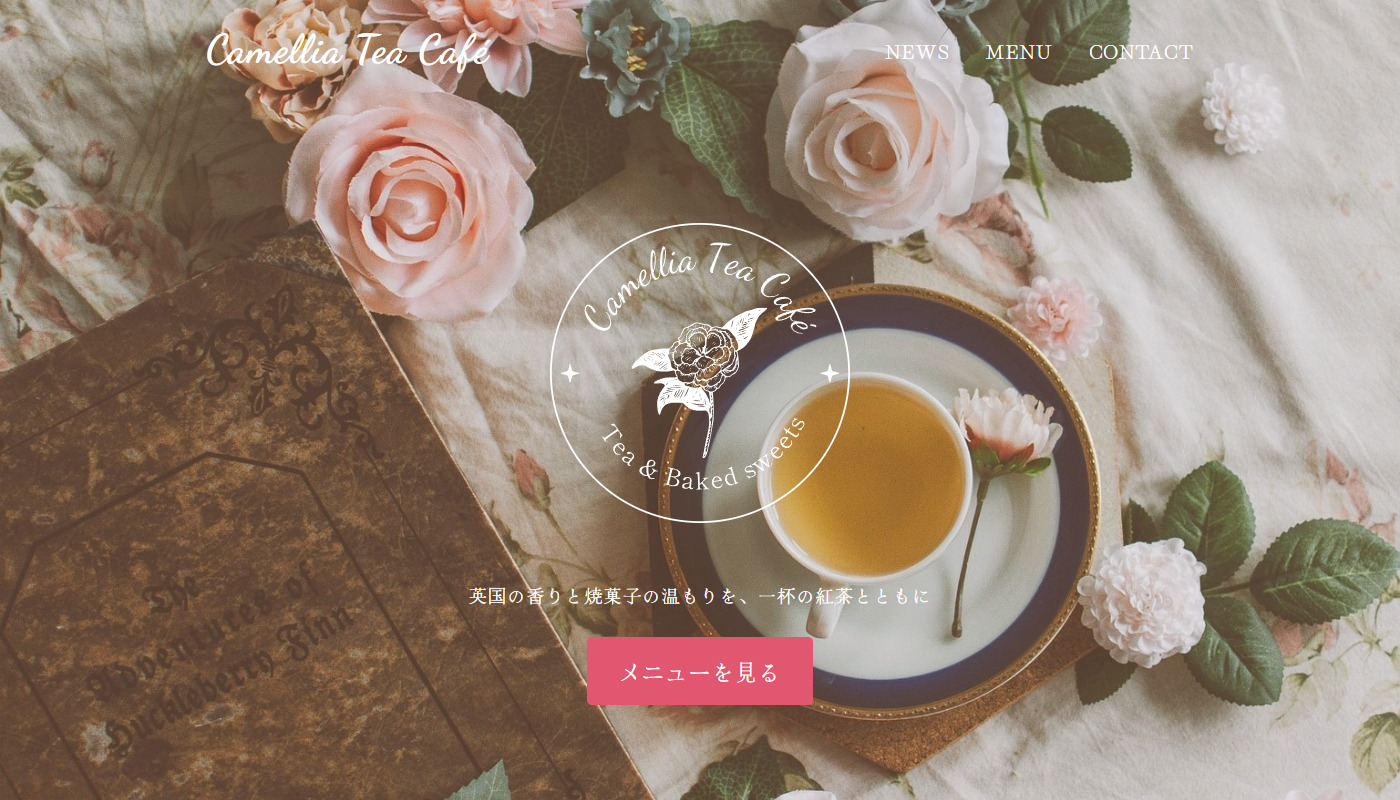 Camellia Tea Café
NEWS MENU CONTACT
Camellia Tea Café
Tea & Baked sweets
英国の香りと焼菓子の温もりを、一杯の紅茶とともに
メニューを見る
The
Adventures of
Huckleberry Finn